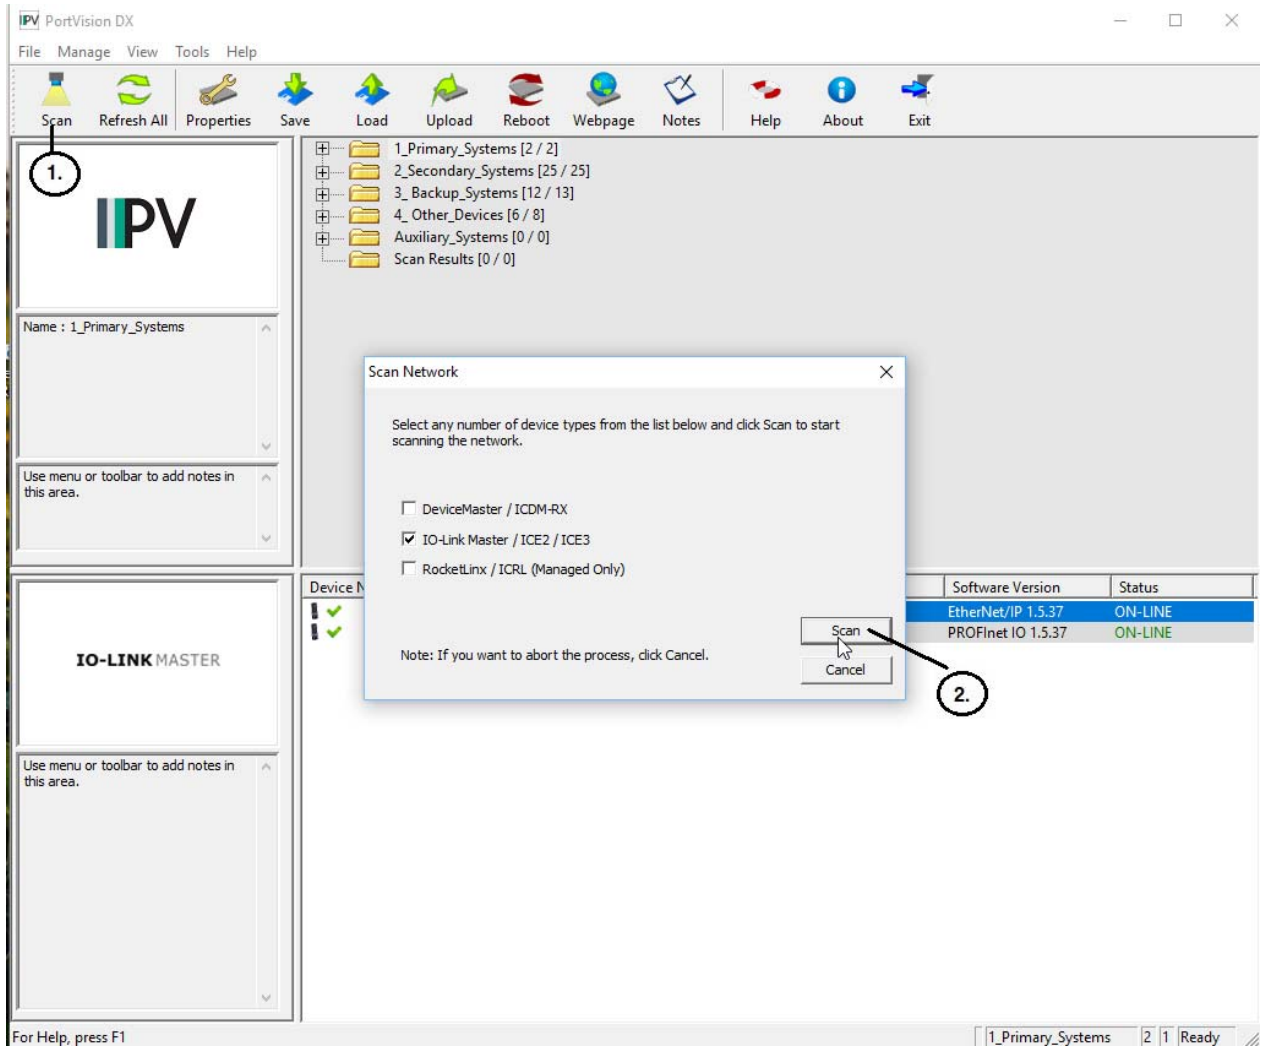 IPV PortVision DX
File Manage View Tools Help
Scan Refresh All Properties Save Load Upload Reboot Webpage Notes Help About Exit
1.
IPV
Name : 1_Primary_Systems
Use menu or toolbar to add notes in
this area.
1_Primary_Systems [2 / 2]
2_Secondary_Systems [25 / 25]
3_ Backup_Systems [12 / 13]
4_ Other_Devices [6 / 8]
Auxiliary_Systems [0 / 0]
Scan Results [0 / 0]
Scan Network
Select any number of device types from the list below and click Scan to start
scanning the network.
DeviceMaster / ICDM-RX
IO-Link Master / ICE2 / ICE3
RocketLinx / ICRL (Managed Only)
Scan
Note: If you want to abort the process, click Cancel.
Cancel
2.
Device N
Software Version Status
EtherNet/IP 1.5.37 ON-LINE
PROFInet IO 1.5.37 ON-LINE
IO-LINK MASTER
Use menu or toolbar to add notes in
this area.
For Help, press F1
1_Primary_Systems 2 1 Ready